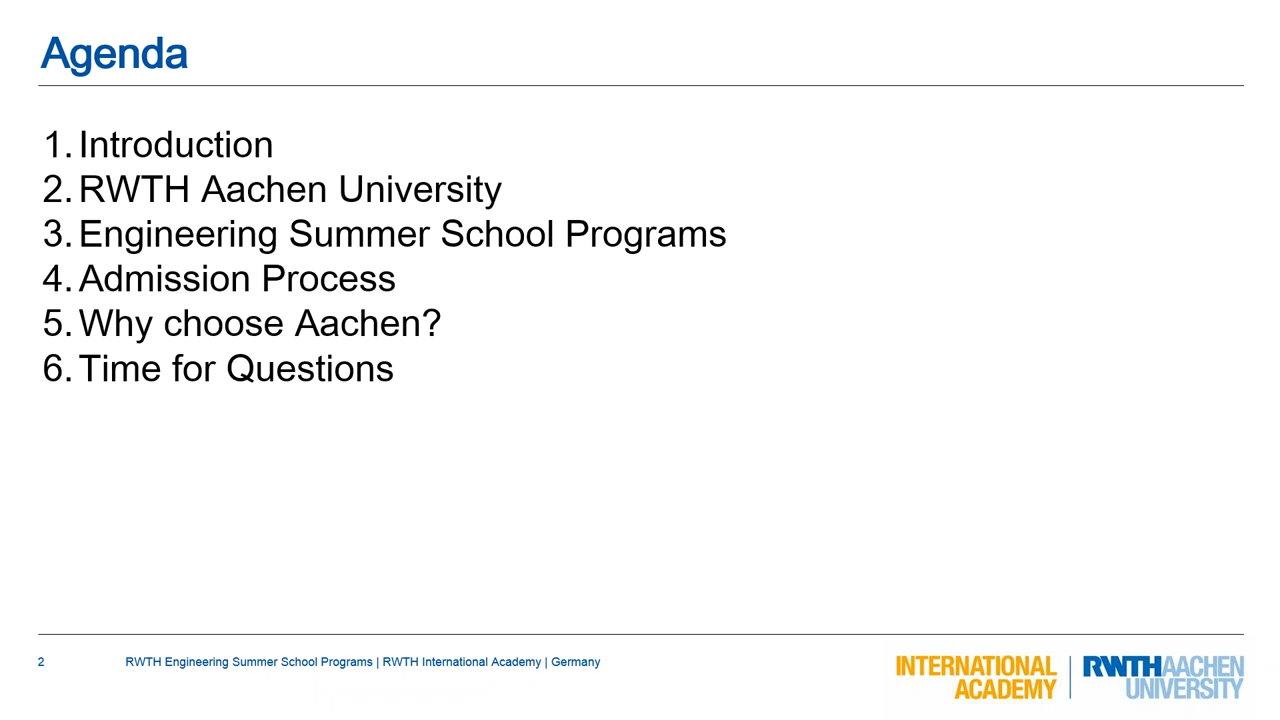 Agenda
1. Introduction
2. RWTH Aachen University
3. Engineering Summer School Programs
4. Admission Process
5. Why choose Aachen?
6. Time for Questions
2 RWTH Engineering Summer School Programs | RWTH International Academy | Germany
INTERNATIONAL
ACADEMY
RWTHAACHEN
UNIVERSITY